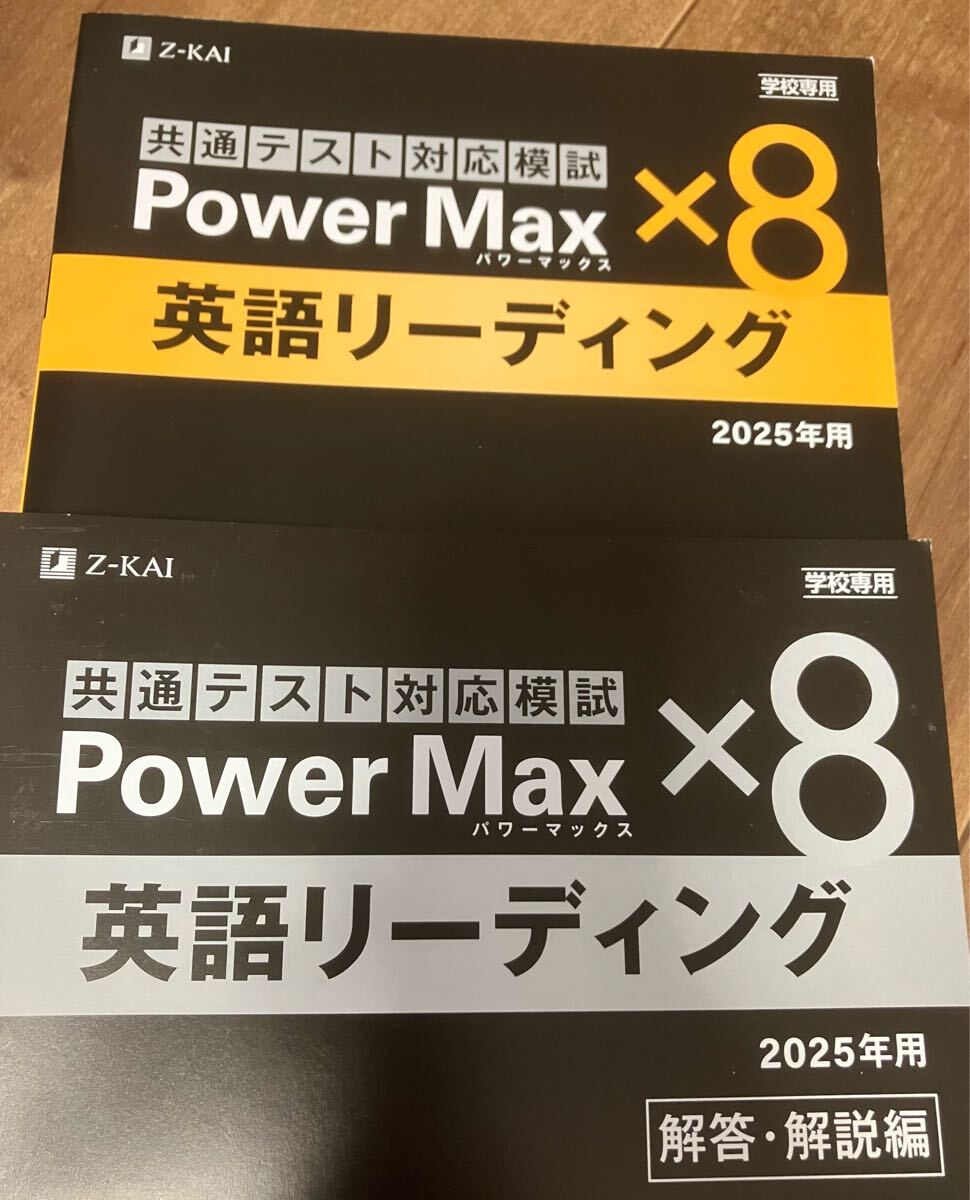 Z-KAI
学校専用
共通テスト対応模試
Power Max ×8
パワーマックス
英語リーディング
2025年用
Z-KAI
学校専用
共通テスト対応模試
Power Max ×8
パワーマックス
英語リーディング
2025年用
解答・解説編